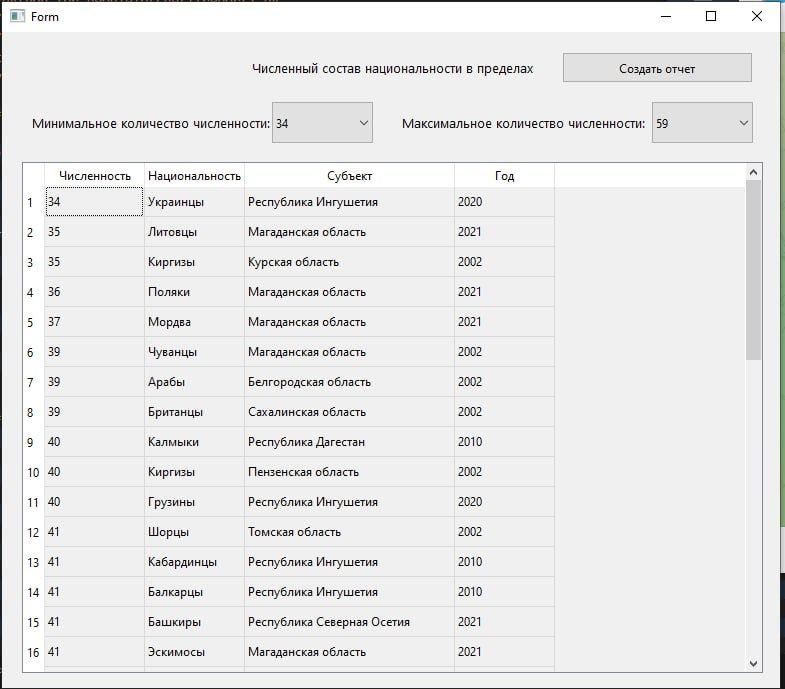 Form
Численный состав национальности в пределах Создать отчет
Минимальное количество численности: 34 Максимальное количество численности: 59
Численность Национальность Субъект Год
1 34 Украинцы Республика Ингушетия 2020
2 35 Литовцы Магаданская область 2021
3 35 Киргизы Курская область 2002
4 36 Поляки Магаданская область 2021
5 37 Мордва Магаданская область 2021
6 39 Чуванцы Магаданская область 2002
7 39 Арабы Белгородская область 2002
8 39 Британцы Сахалинская область 2002
9 40 Калмыки Республика Дагестан 2010
10 40 Киргизы Пензенская область 2002
11 40 Грузины Республика Ингушетия 2020
12 41 Шорцы Томская область 2002
13 41 Кабардинцы Республика Ингушетия 2010
14 41 Балкарцы Республика Ингушетия 2010
15 41 Башкиры Республика Северная Осетия 2021
16 41 Эскимосы Магаданская область 2021